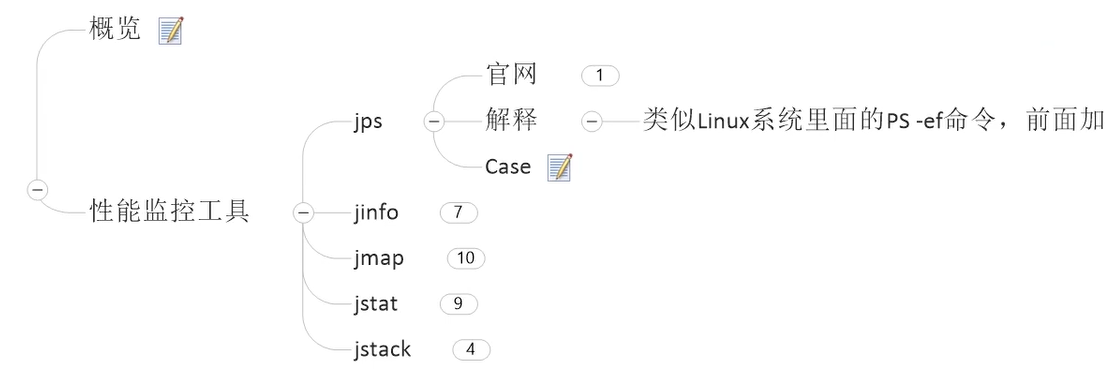 概览
官网 1
jps
解释
类似Linux系统里面的PS -ef命令，前面加
Case
性能监控工具
jinfo 7
jmap 10
jstat 9
jstack 4